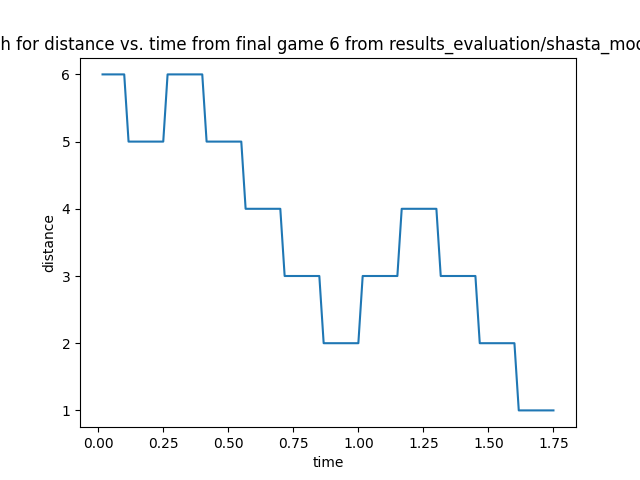 h for distance vs. time from final game 6 from results_evaluation/shasta_mo
distance
6
5
4
3
2
1
0.00 0.25 0.50 0.75 1.00 1.25 1.50 1.75
time